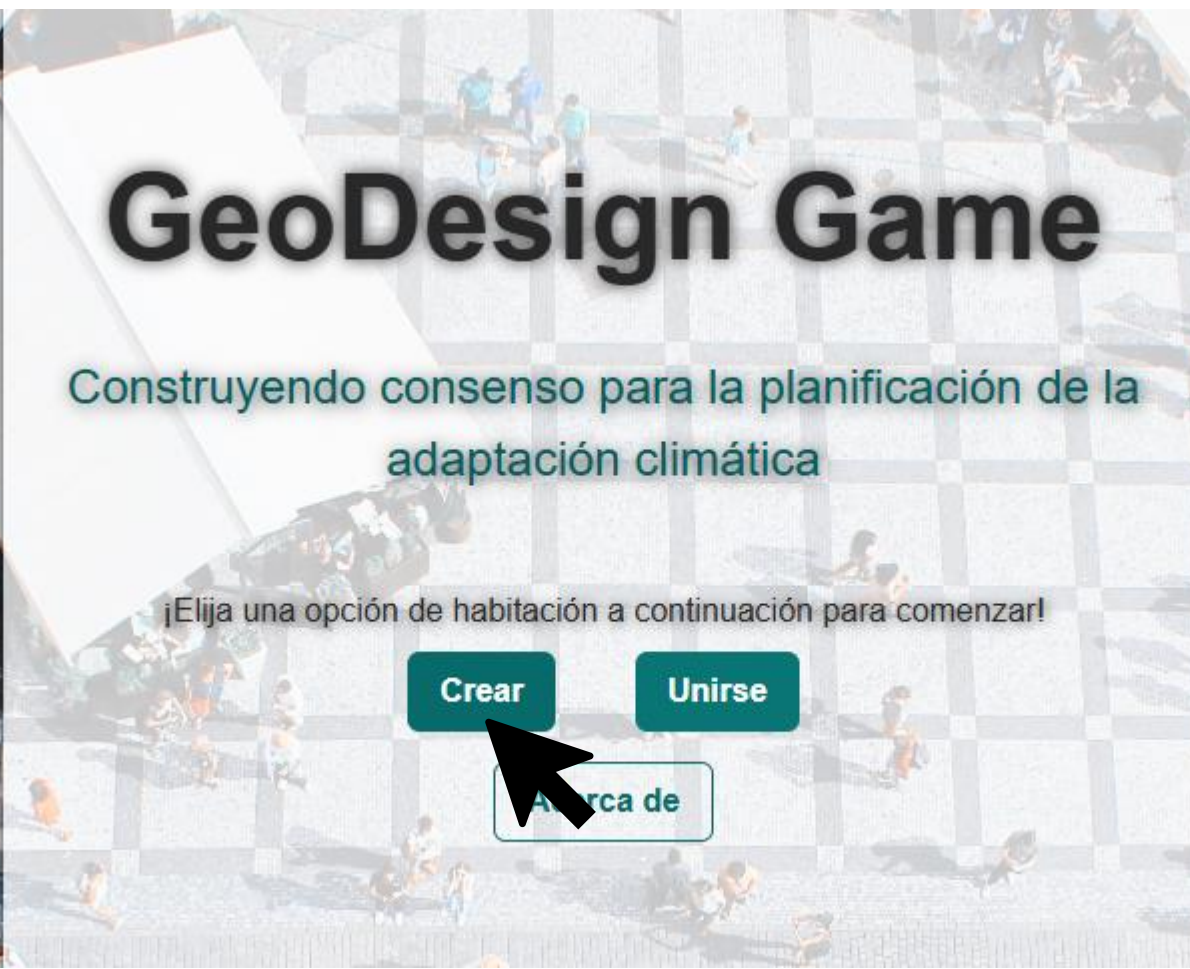 GeoDesign Game
Construyendo consenso para la planificación de la
adaptación climática
¡Elija una opción de habitación a continuación para comenzar!
Crear
Unirse
de